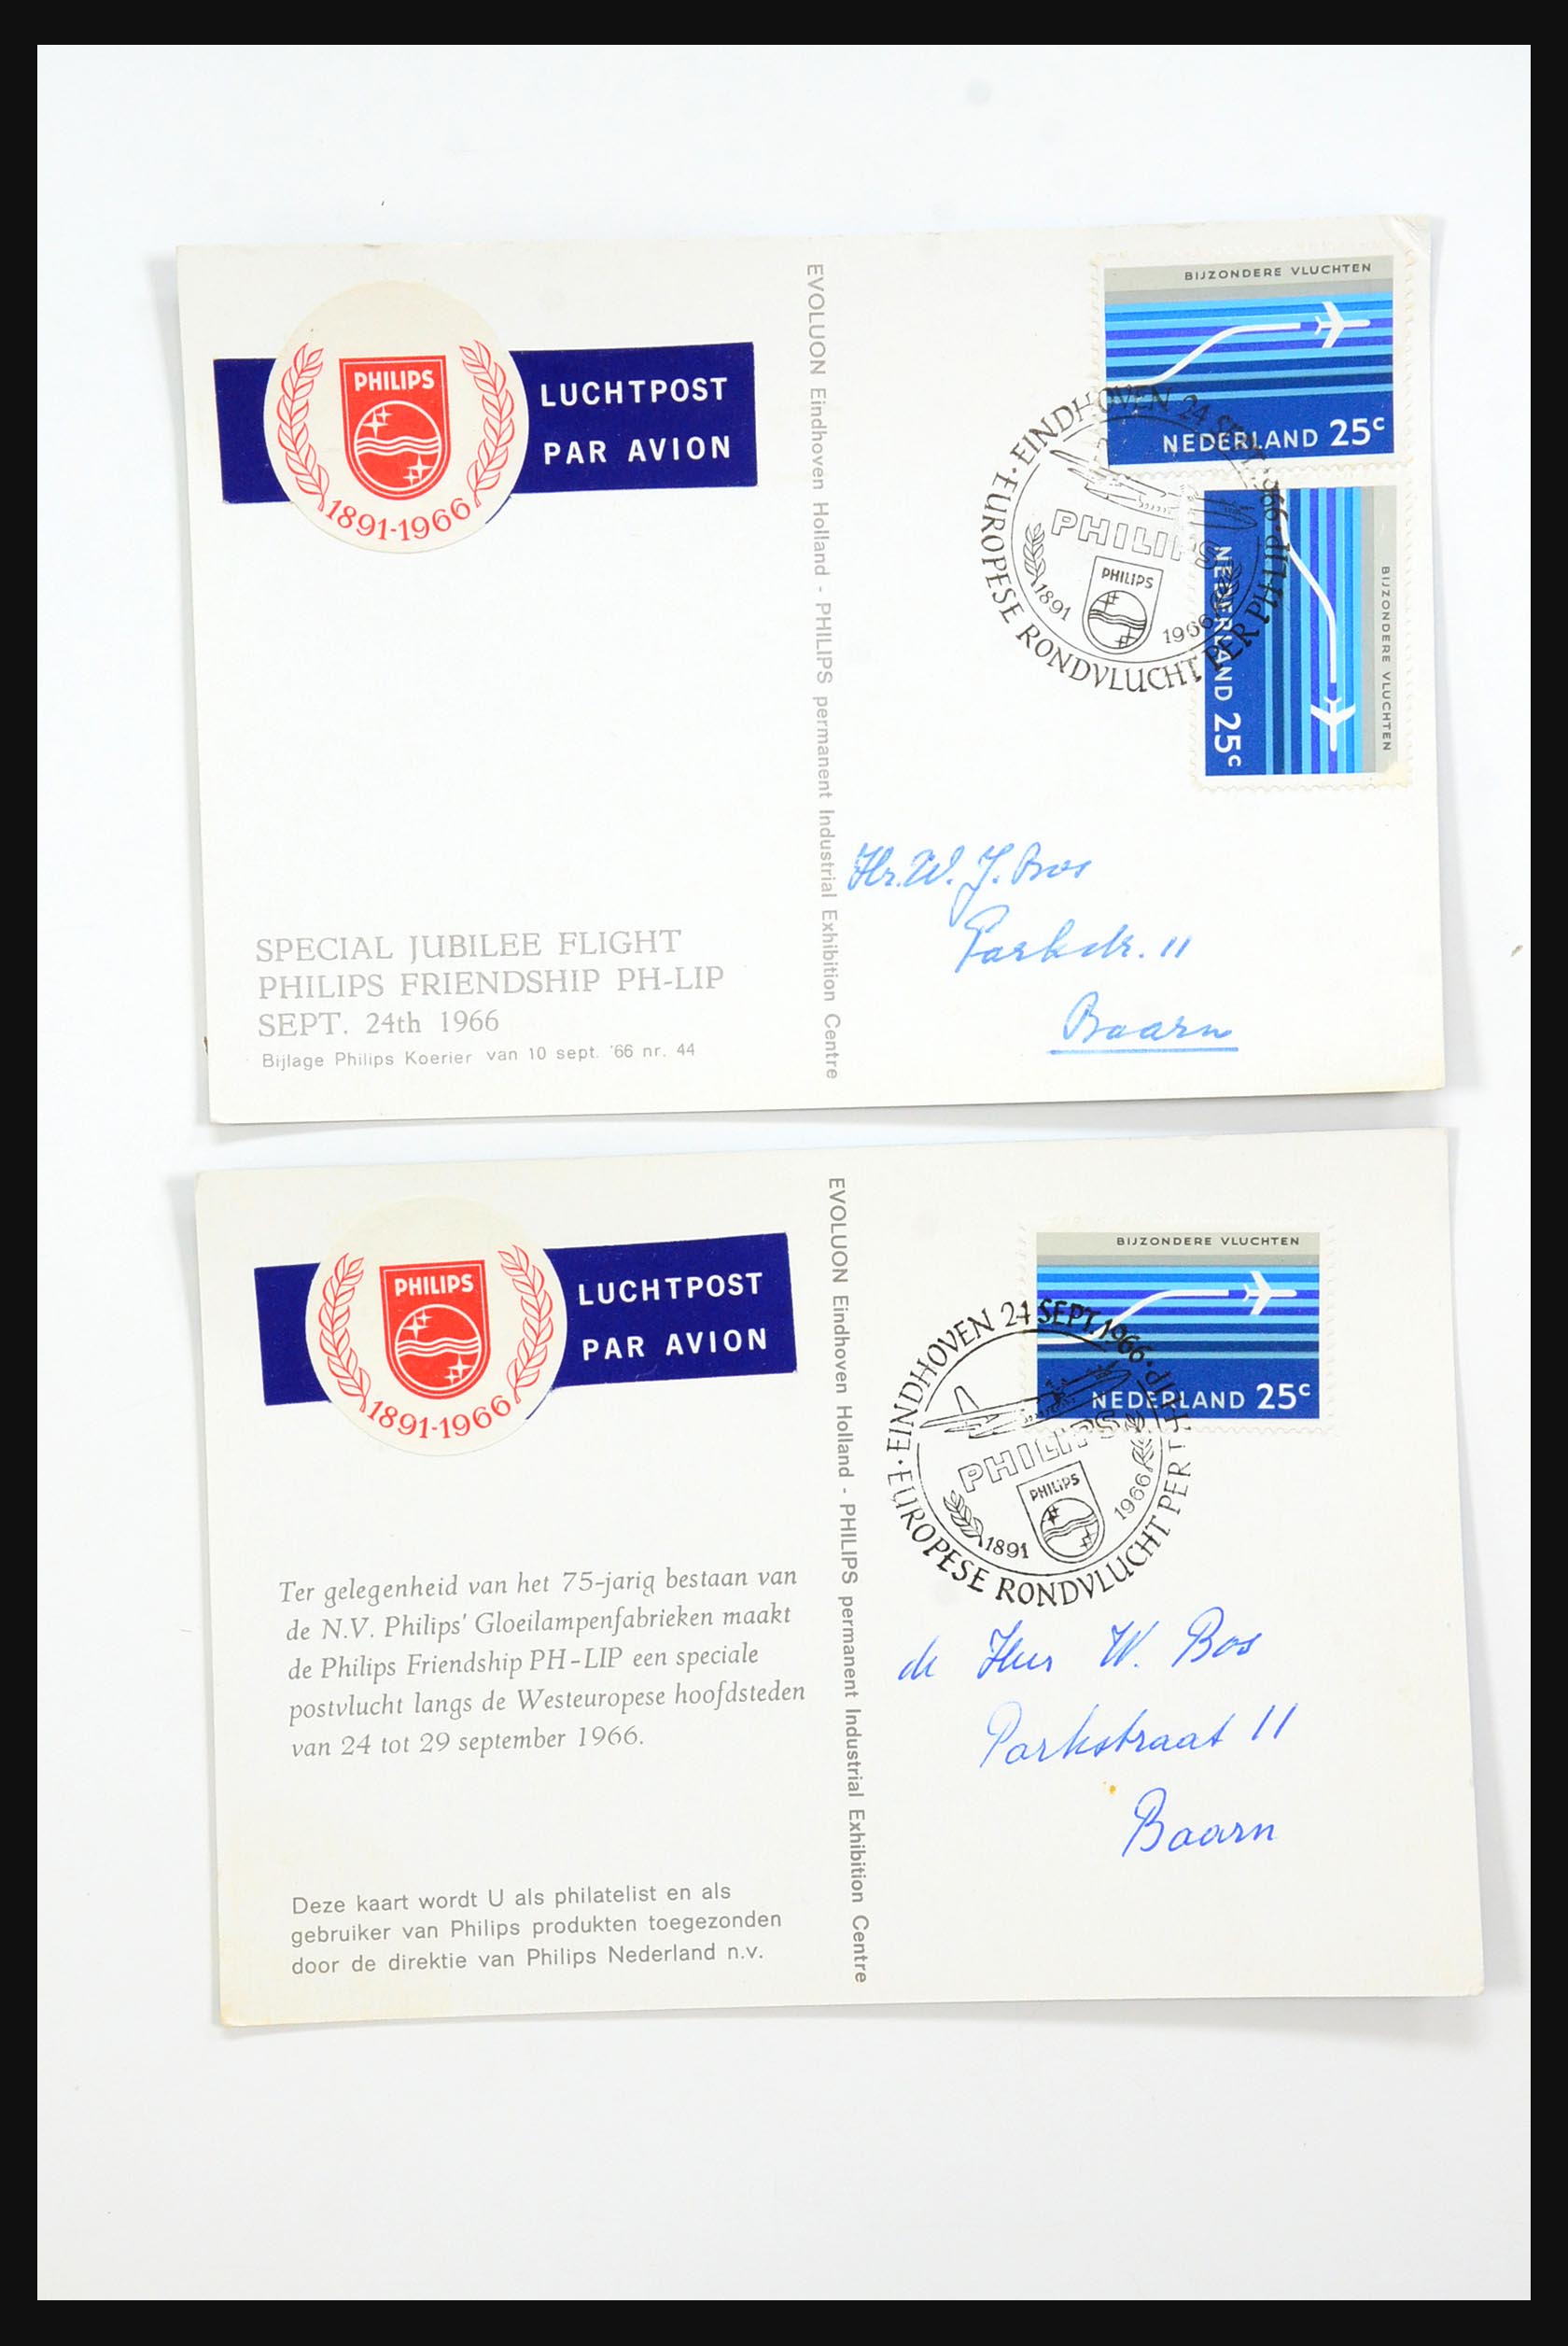 PHILIPS
1891-1966
LUCHTPOST
PAR AVION
SPECIAL JUBILEE FLIGHT
PHILIPS FRIENDSHIP PH-LIP
SEPT. 24th 1966
Bijlage Philips Koerier van 10 sept. '66 nr. 44
EVOLUON Eindhoven Holland - PHILIPS permanent Industrial Exhibition Centre
BIJZONDERE VLUCHTEN
NEDERLAND 25c
BIJZONDERE VLUCHTEN
NEDERLAND 25c
EINDHOVEN 24 SEPT. 1966 · PH-LIP
· EUROPESE RONDVLUCHT PER
PHILIPS
PHILIPS
1891 1966
Hr. W. J. Bos
Parkstr. 11
Baarn
PHILIPS
1891-1966
LUCHTPOST
PAR AVION
Ter gelegenheid van het 75-jarig bestaan van
de N.V. Philips' Gloeilampenfabrieken maakt
de Philips Friendship PH-LIP een speciale
postvlucht langs de Westeuropese hoofdsteden
van 24 tot 29 september 1966.
Deze kaart wordt U als philatelist en als
gebruiker van Philips produkten toegezonden
door de direktie van Philips Nederland n.v.
EVOLUON Eindhoven Holland - PHILIPS permanent Industrial Exhibition Centre
BIJZONDERE VLUCHTEN
NEDERLAND 25c
EINDHOVEN 24 SEPT. 1966 · PH-LIP
· EUROPESE RONDVLUCHT PER
PHILIPS
PHILIPS
1891 1966
de Heer W. Bos
Parkstraat 11
Baarn